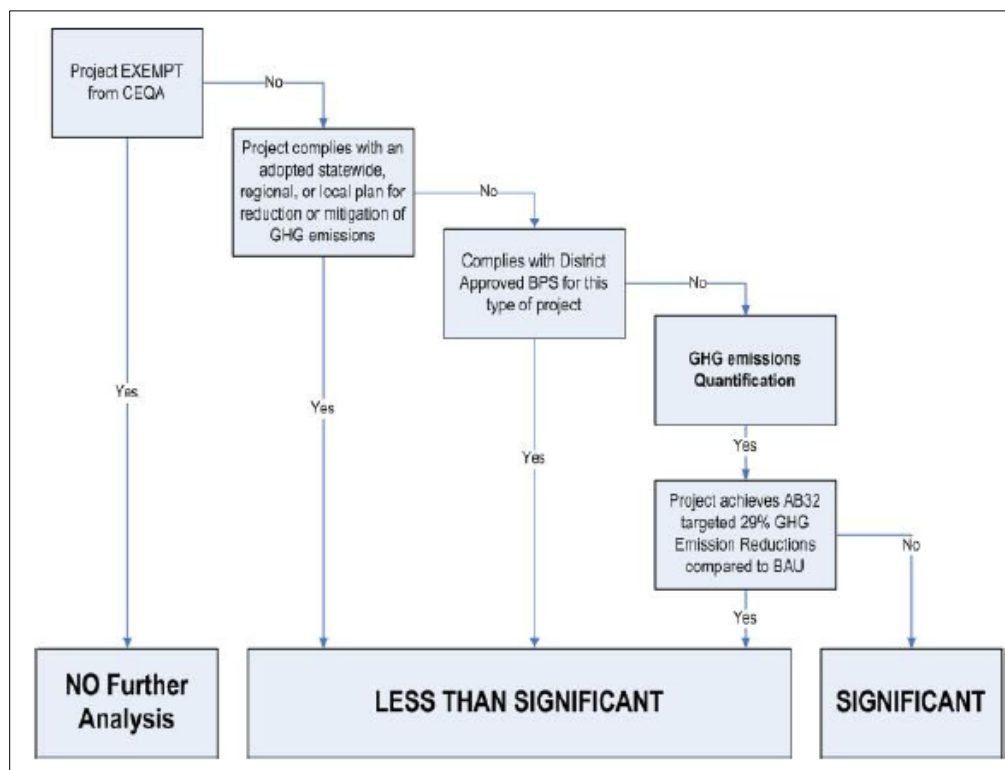 Project EXEMPT
from CEQA
No
Project complies with an
adopted statewide,
regional, or local plan for
reduction or mitigation of
GHG emissions
No
Complies with District
Approved BPS for this
type of project
No
GHG emissions
Quantification
Yes
Yes
Yes
Yes
Project achieves AB32
targeted 29% GHG
Emission Reductions
compared to BAU
No
Yes
NO Further
Analysis
LESS THAN SIGNIFICANT
SIGNIFICANT